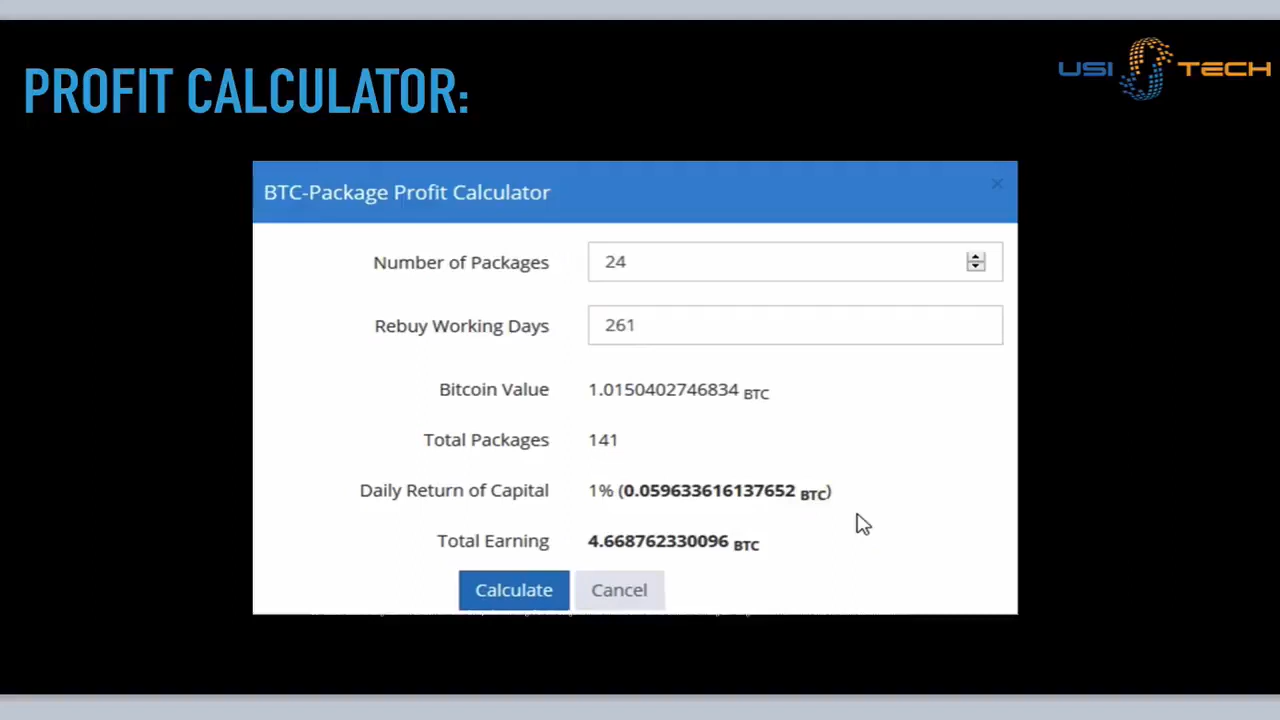 PROFIT CALCULATOR:
USI TECH
BTC-Package Profit Calculator
×
Number of Packages 24
Rebuy Working Days 261
Bitcoin Value 1.0150402746834 BTC
Total Packages 141
Daily Return of Capital 1% (0.059633616137652 BTC)
Total Earning 4.668762330096 BTC
Calculate Cancel